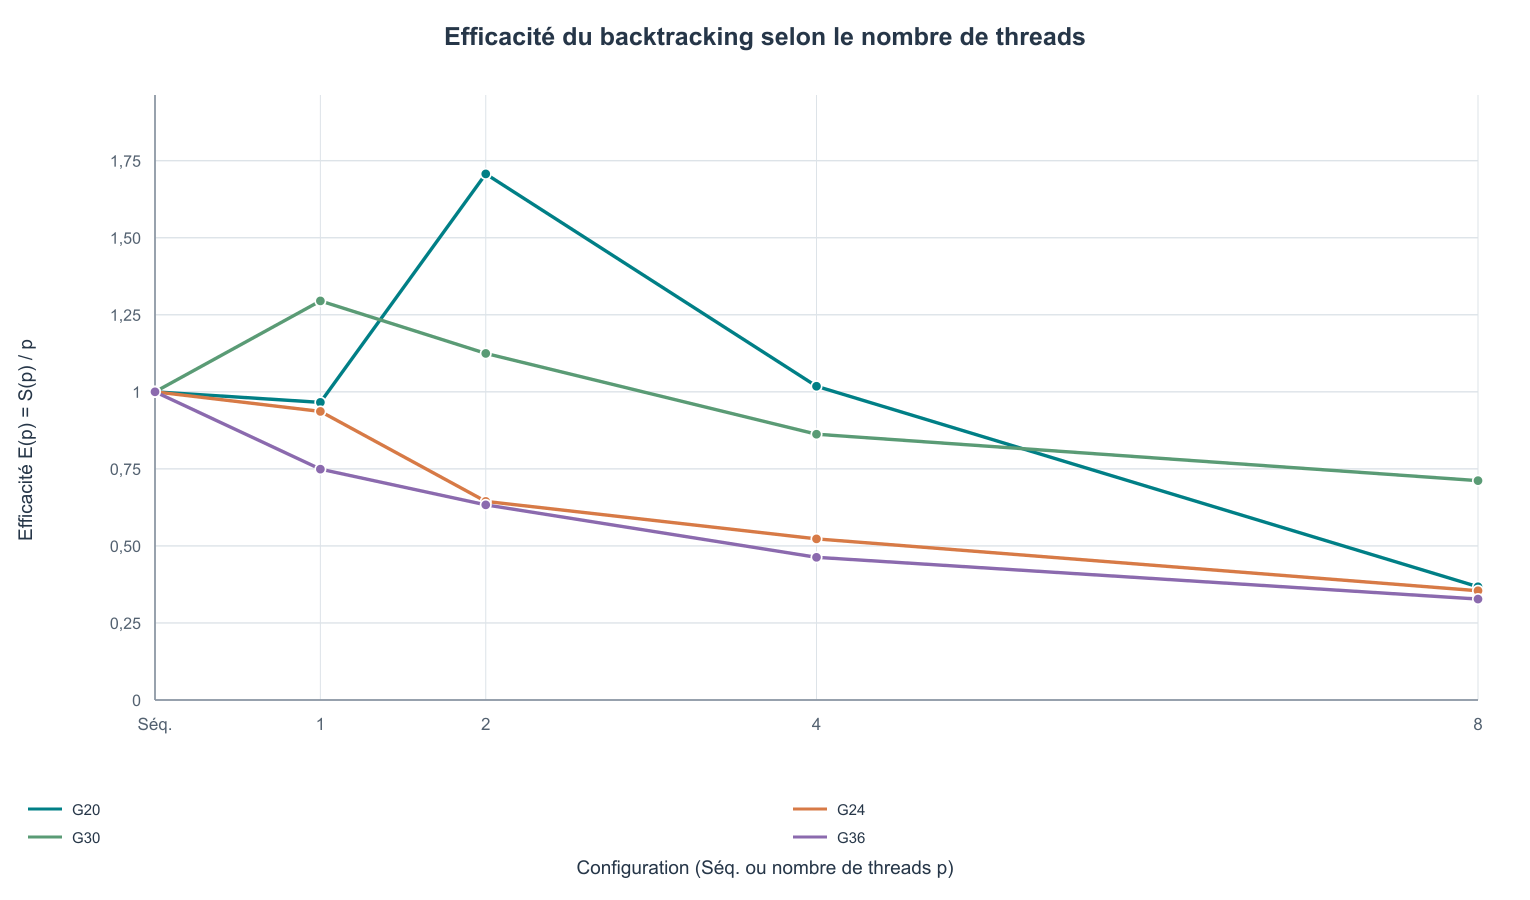 Efficacité du backtracking selon le nombre de threads
Efficacité E(p) = S(p) / p
1,75
1,50
1,25
1
0,75
0,50
0,25
0
Séq. 1 2 4 8
G20 G24
G30 G36
Configuration (Séq. ou nombre de threads p)